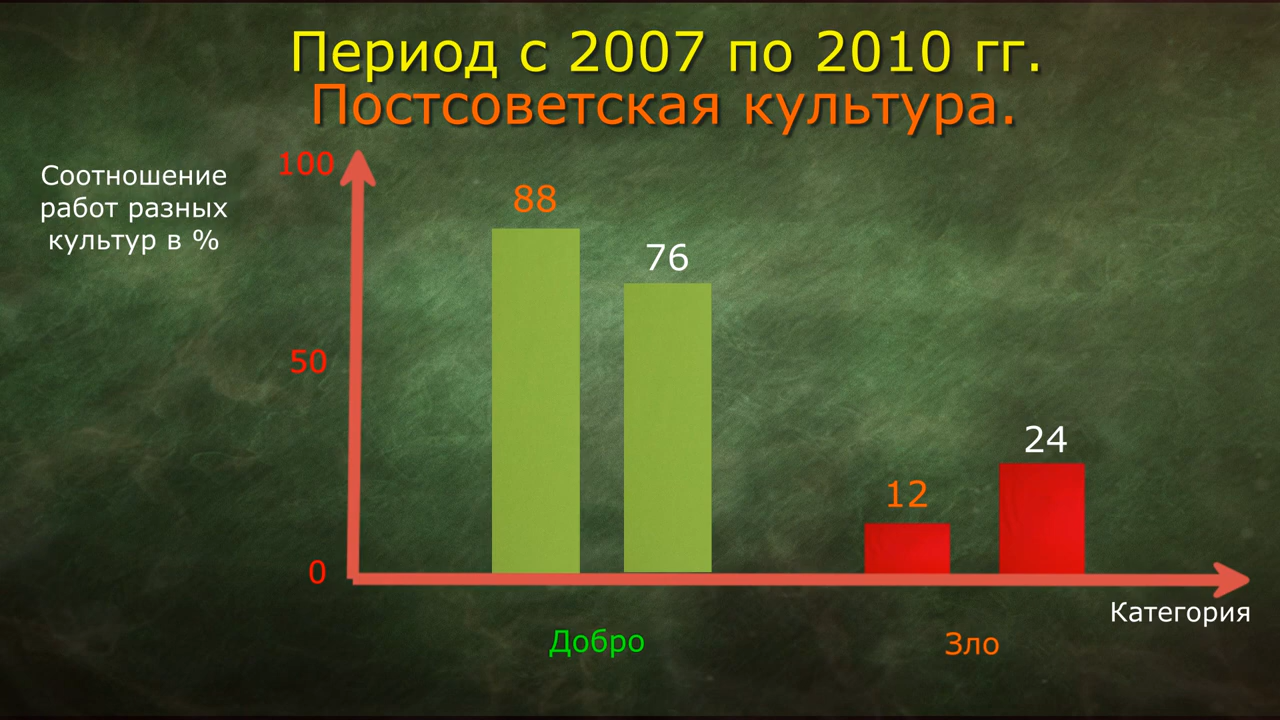 Период с 2007 по 2010 гг.
Постсоветская культура.
Соотношение
работ разных
культур в %
100
50
0
88
76
12
24
Категория
Добро
Зло